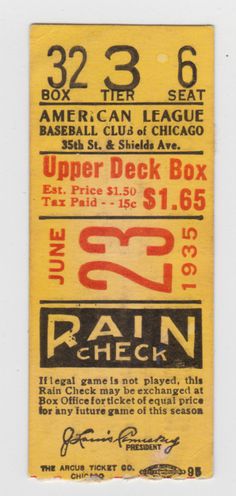 32 3 6
BOX TIER SEAT
AMERICAN LEAGUE
BASEBALL CLUB of CHICAGO
35th St. & Shields Ave.
Upper Deck Box
Est. Price $1.50
Tax Paid -- 15c $1.65
JUNE 23 1935
RAIN
CHECK
If legal game is not played, this
Rain Check may be exchanged at
Box Office for ticket of equal price
for any future game of this season
PRESIDENT
THE ARCUS TICKET CO.
CHICAGO
95